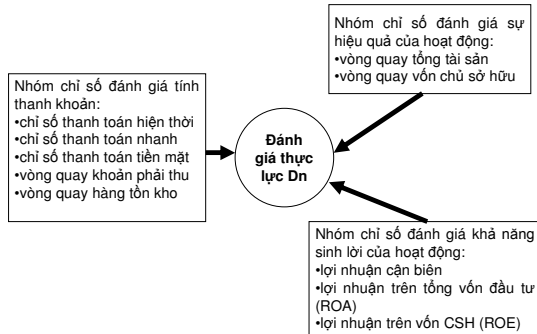 Nhóm chỉ số đánh giá sự
hiệu quả của hoạt động:
•vòng quay tổng tài sản
•vòng quay vốn chủ sở hữu
Nhóm chỉ số đánh giá tính
thanh khoản:
•chỉ số thanh toán hiện thời
•chỉ số thanh toán nhanh
•chỉ số thanh toán tiền mặt
•vòng quay khoản phải thu
•vòng quay hàng tồn kho
Đánh
giá thực
lực Dn
Nhóm chỉ số đánh giá khả năng
sinh lời của hoạt động:
•lợi nhuận cận biên
•lợi nhuận trên tổng vốn đầu tư
(ROA)
•lợi nhuận trên vốn CSH (ROE)